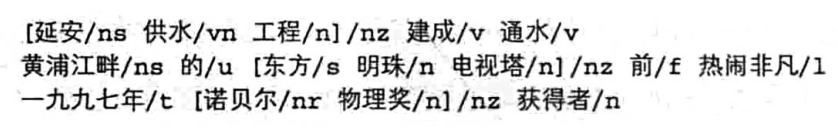 [延安/ns 供水/vn 工程/n]/nz 建成/v 通水/v
黄浦江畔/ns 的/u [东方/s 明珠/n 电视塔/n]/nz 前/f 热闹非凡/l
一九九七年/t [诺贝尔/nr 物理奖/n]/nz 获得者/n